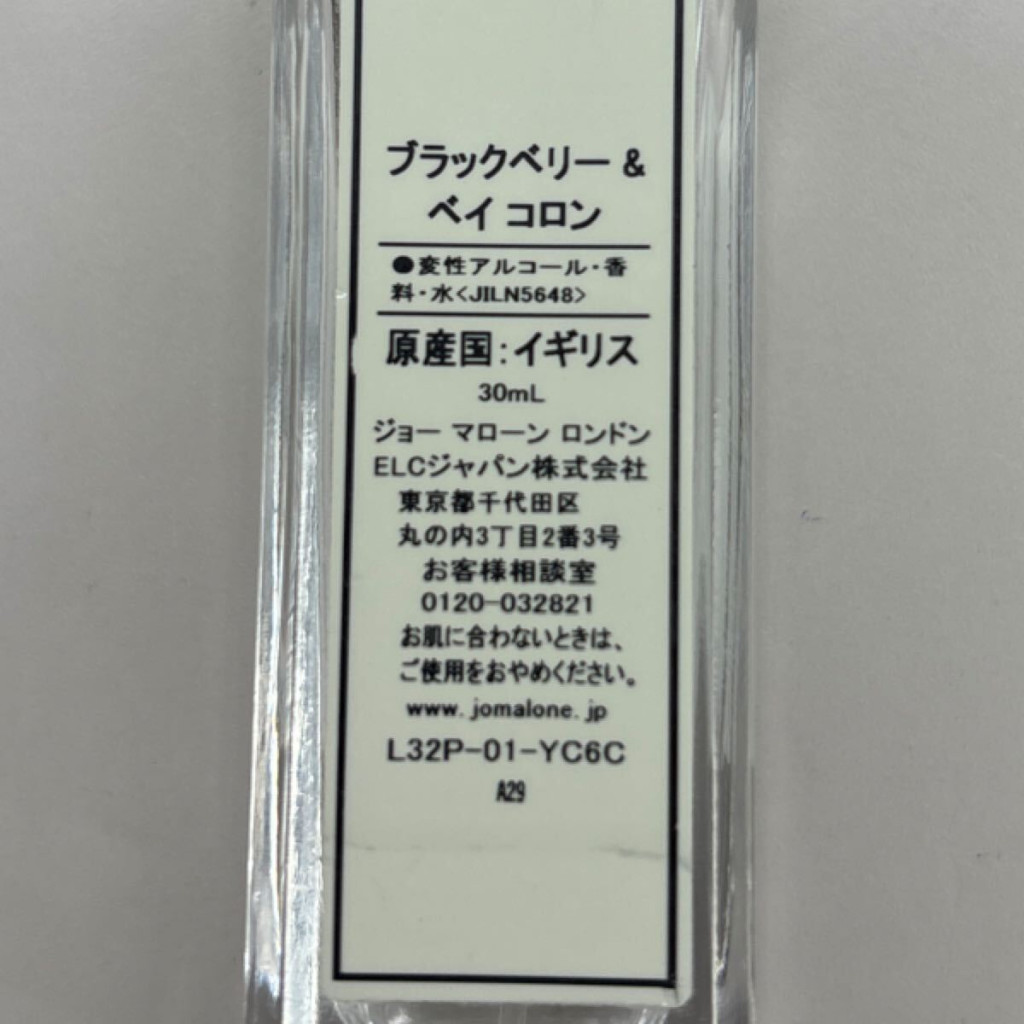 ブラックベリー &
ベイ コロン
●変性アルコール・香
料・水<JILN5648>
原産国:イギリス
30mL
ジョー マローン ロンドン
ELCジャパン株式会社
東京都千代田区
丸の内3丁目2番3号
お客様相談室
0120-032821
お肌に合わないときは、
ご使用をおやめください。
www.jomalone.jp
L32P-01-YC6C
A29